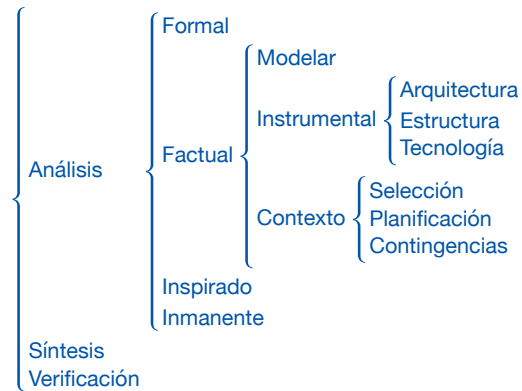 Formal
Modelar
Arquitectura
Instrumental
Estructura
Factual
Tecnología
Análisis
Selección
Contexto
Planificación
Contingencias
Inspirado
Inmanente
Síntesis
Verificación